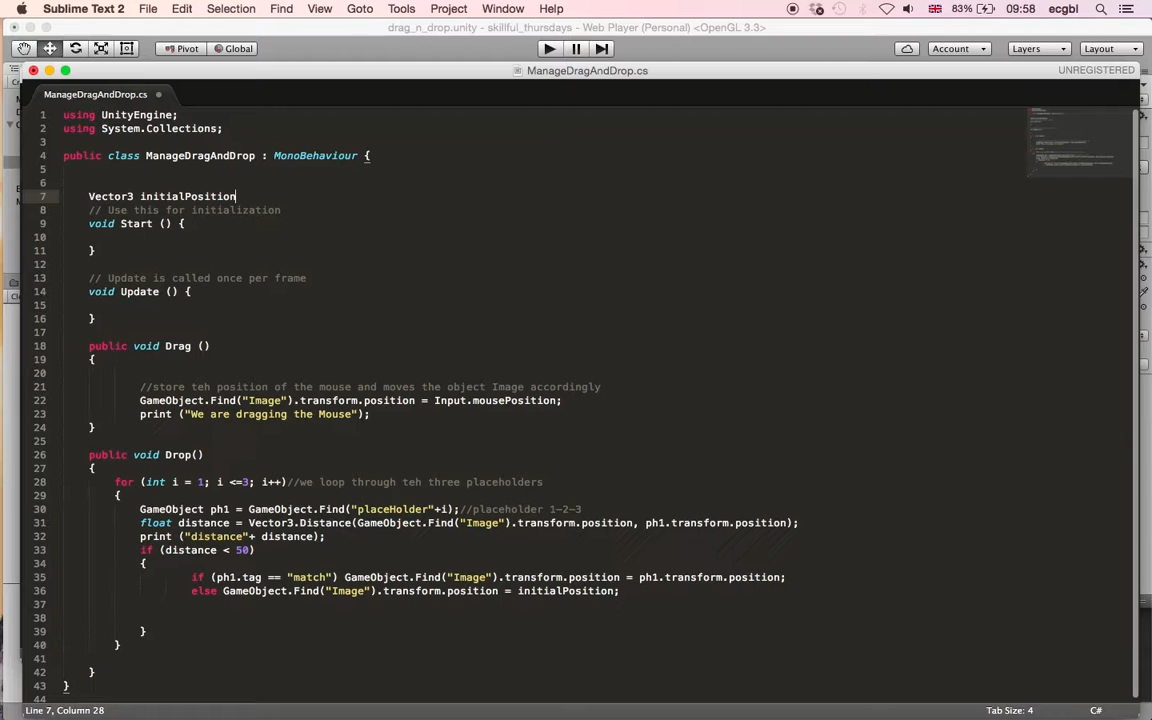 Sublime Text 2 File Edit Selection Find View Goto Tools Project Window Help 83% 09:58 ecgbl
drag_n_drop.unity - skillful_thursdays - Web Player (Personal) <OpenGL 3.3>
Pivot Global Account Layers Layout
ManageDragAndDrop.cs UNREGISTERED
ManageDragAndDrop.cs
1 using UnityEngine;
2 using System.Collections;
3
4 public class ManageDragAndDrop : MonoBehaviour {
5
6
7 Vector3 initialPosition
8 // Use this for initialization
9 void Start () {
10
11 }
12
13 // Update is called once per frame
14 void Update () {
15
16 }
17
18 public void Drag ()
19 {
20
21 //store teh position of the mouse and moves the object Image accordingly
22 GameObject.Find("Image").transform.position = Input.mousePosition;
23 print ("We are dragging the Mouse");
24 }
25
26 public void Drop()
27 {
28 for (int i = 1; i <=3; i++)//we loop through teh three placeholders
29 {
30 GameObject ph1 = GameObject.Find("placeHolder"+i);//placeholder 1-2-3
31 float distance = Vector3.Distance(GameObject.Find("Image").transform.position, ph1.transform.position);
32 print ("distance"+ distance);
33 if (distance < 50)
34 {
35 if (ph1.tag == "match") GameObject.Find("Image").transform.position = ph1.transform.position;
36 else GameObject.Find("Image").transform.position = initialPosition;
37
38
39 }
40 }
41
42 }
43 }
44
Line 7, Column 28 Tab Size: 4 C#